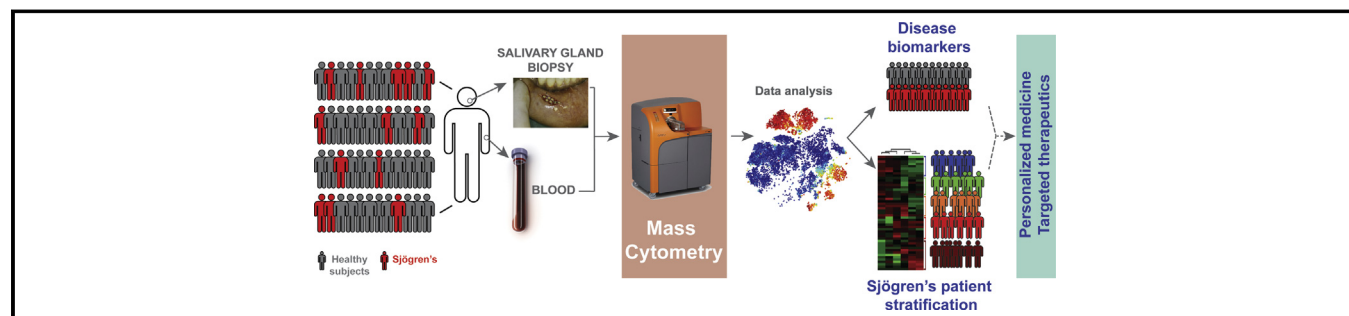 SALIVARY GLAND
BIOPSY
BLOOD
Healthy
subjects
Sjögren's
Mass
Cytometry
Data analysis
Disease
biomarkers
Sjögren's patient
stratification
Personalized medicine
Targeted therapeutics